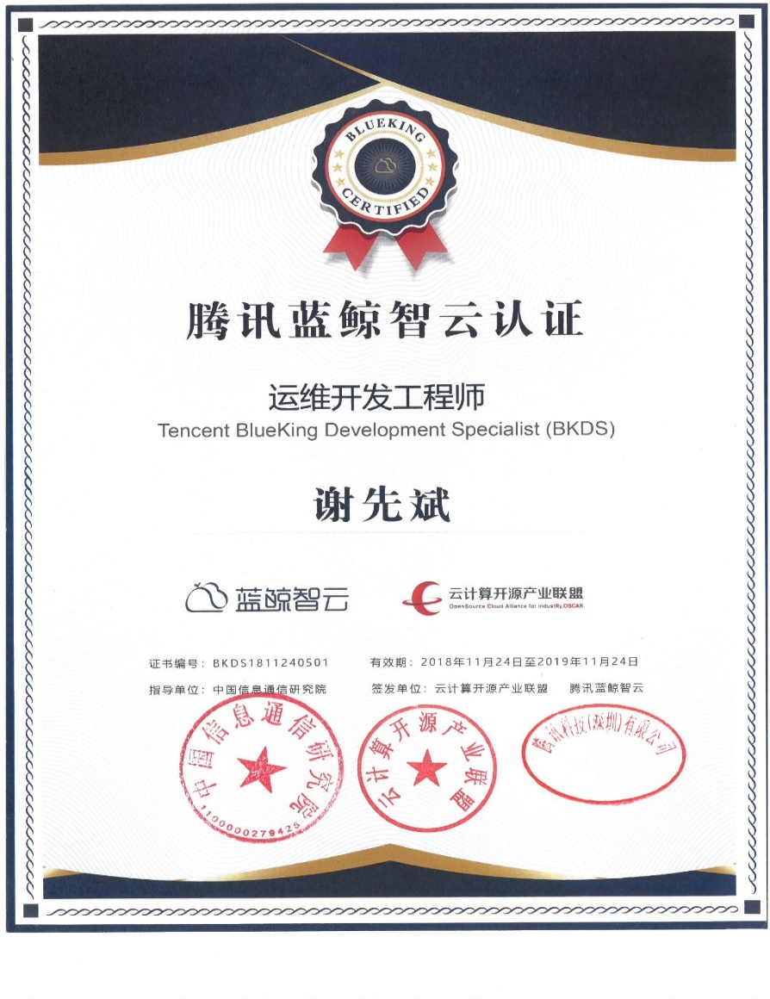 BLUEKING
CERTIFIED
腾讯蓝鲸智云认证
运维开发工程师
Tencent BlueKing Development Specialist (BKDS)
谢先斌
蓝鲸智云
云计算开源产业联盟
OpenSource Cloud Alliance for industRy,OSCAR
证书编号：BKDS1811240501
有效期：2018年11月24日至2019年11月24日
指导单位：中国信息通信研究院
签发单位：云计算开源产业联盟 腾讯蓝鲸智云
中国信息通信研究院
1100000279425
云计算开源产业联盟
腾讯科技(深圳)有限公司